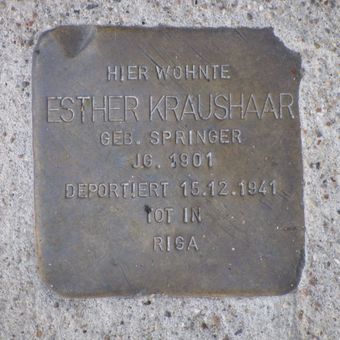 HIER WOHNTE
ESTHER KRAUSHAAR
GEB. SPRINGER
JG. 1901
DEPORTIERT 15.12.1941
TOT IN
RIGA